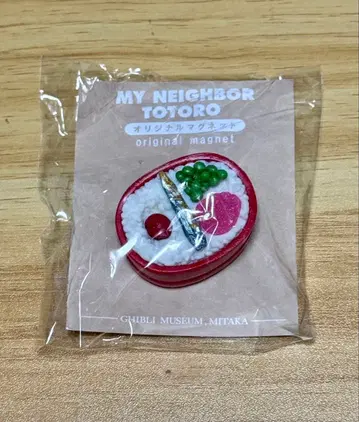 MY NEIGHBOR
TOTORO
オリジナルマグネット
original magnet
GHIBLI MUSEUM, MITAKA